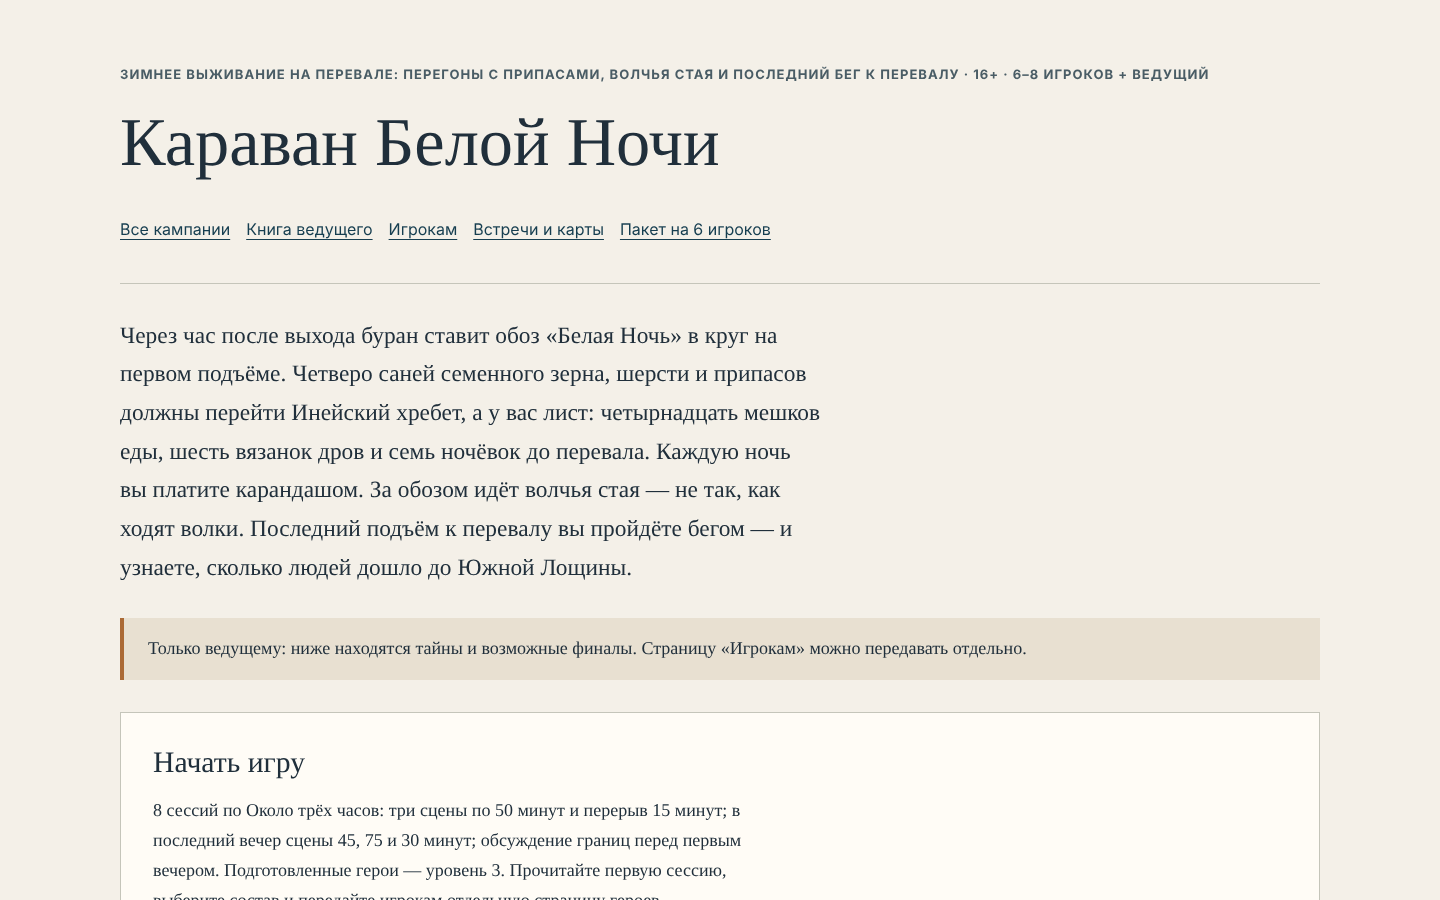 ЗИМНЕЕ ВЫЖИВАНИЕ НА ПЕРЕВАЛЕ: ПЕРЕГОНЫ С ПРИПАСАМИ, ВОЛЧЬЯ СТАЯ И ПОСЛЕДНИЙ БЕГ К ПЕРЕВАЛУ · 16+ · 6–8 ИГРОКОВ + ВЕДУЩИЙ
Караван Белой Ночи
Все кампании Книга ведущего Игрокам Встречи и карты Пакет на 6 игроков
Через час после выхода буран ставит обоз «Белая Ночь» в круг на
первом подъёме. Четверо саней семенного зерна, шерсти и припасов
должны перейти Инейский хребет, а у вас лист: четырнадцать мешков
еды, шесть вязанок дров и семь ночёвок до перевала. Каждую ночь
вы платите карандашом. За обозом идёт волчья стая — не так, как
ходят волки. Последний подъём к перевалу вы пройдёте бегом — и
узнаете, сколько людей дошло до Южной Лощины.
Только ведущему: ниже находятся тайны и возможные финалы. Страницу «Игрокам» можно передавать отдельно.
Начать игру
8 сессий по Около трёх часов: три сцены по 50 минут и перерыв 15 минут; в
последний вечер сцены 45, 75 и 30 минут; обсуждение границ перед первым
вечером. Подготовленные герои — уровень 3. Прочитайте первую сессию,
выберите состав и передайте игрокам отдельную страницу героев.